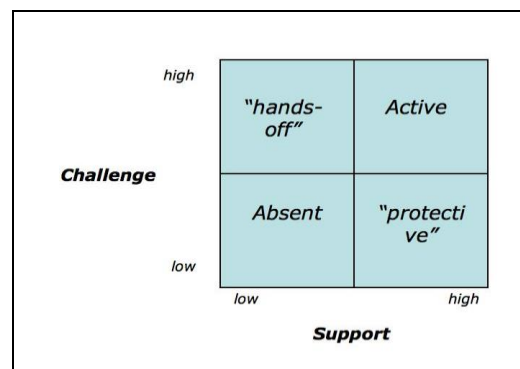 high
"hands-
off"
Active
Challenge
Absent
"protecti
ve"
low
low
high
Support